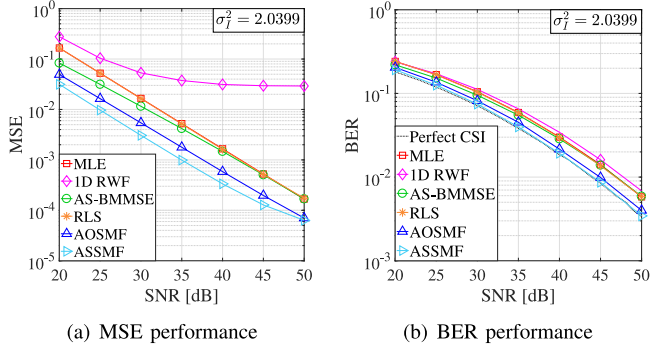 σ_I^2 = 2.0399
10^0
10^-1
10^-2
10^-3
10^-4
10^-5
MSE
MLE
1D RWF
AS-BMMSE
RLS
AOSMF
ASSMF
20 25 30 35 40 45 50
SNR [dB]
(a) MSE performance
σ_I^2 = 2.0399
10^0
10^-1
10^-2
10^-3
BER
Perfect CSI
MLE
1D RWF
AS-BMMSE
RLS
AOSMF
ASSMF
20 25 30 35 40 45 50
SNR [dB]
(b) BER performance